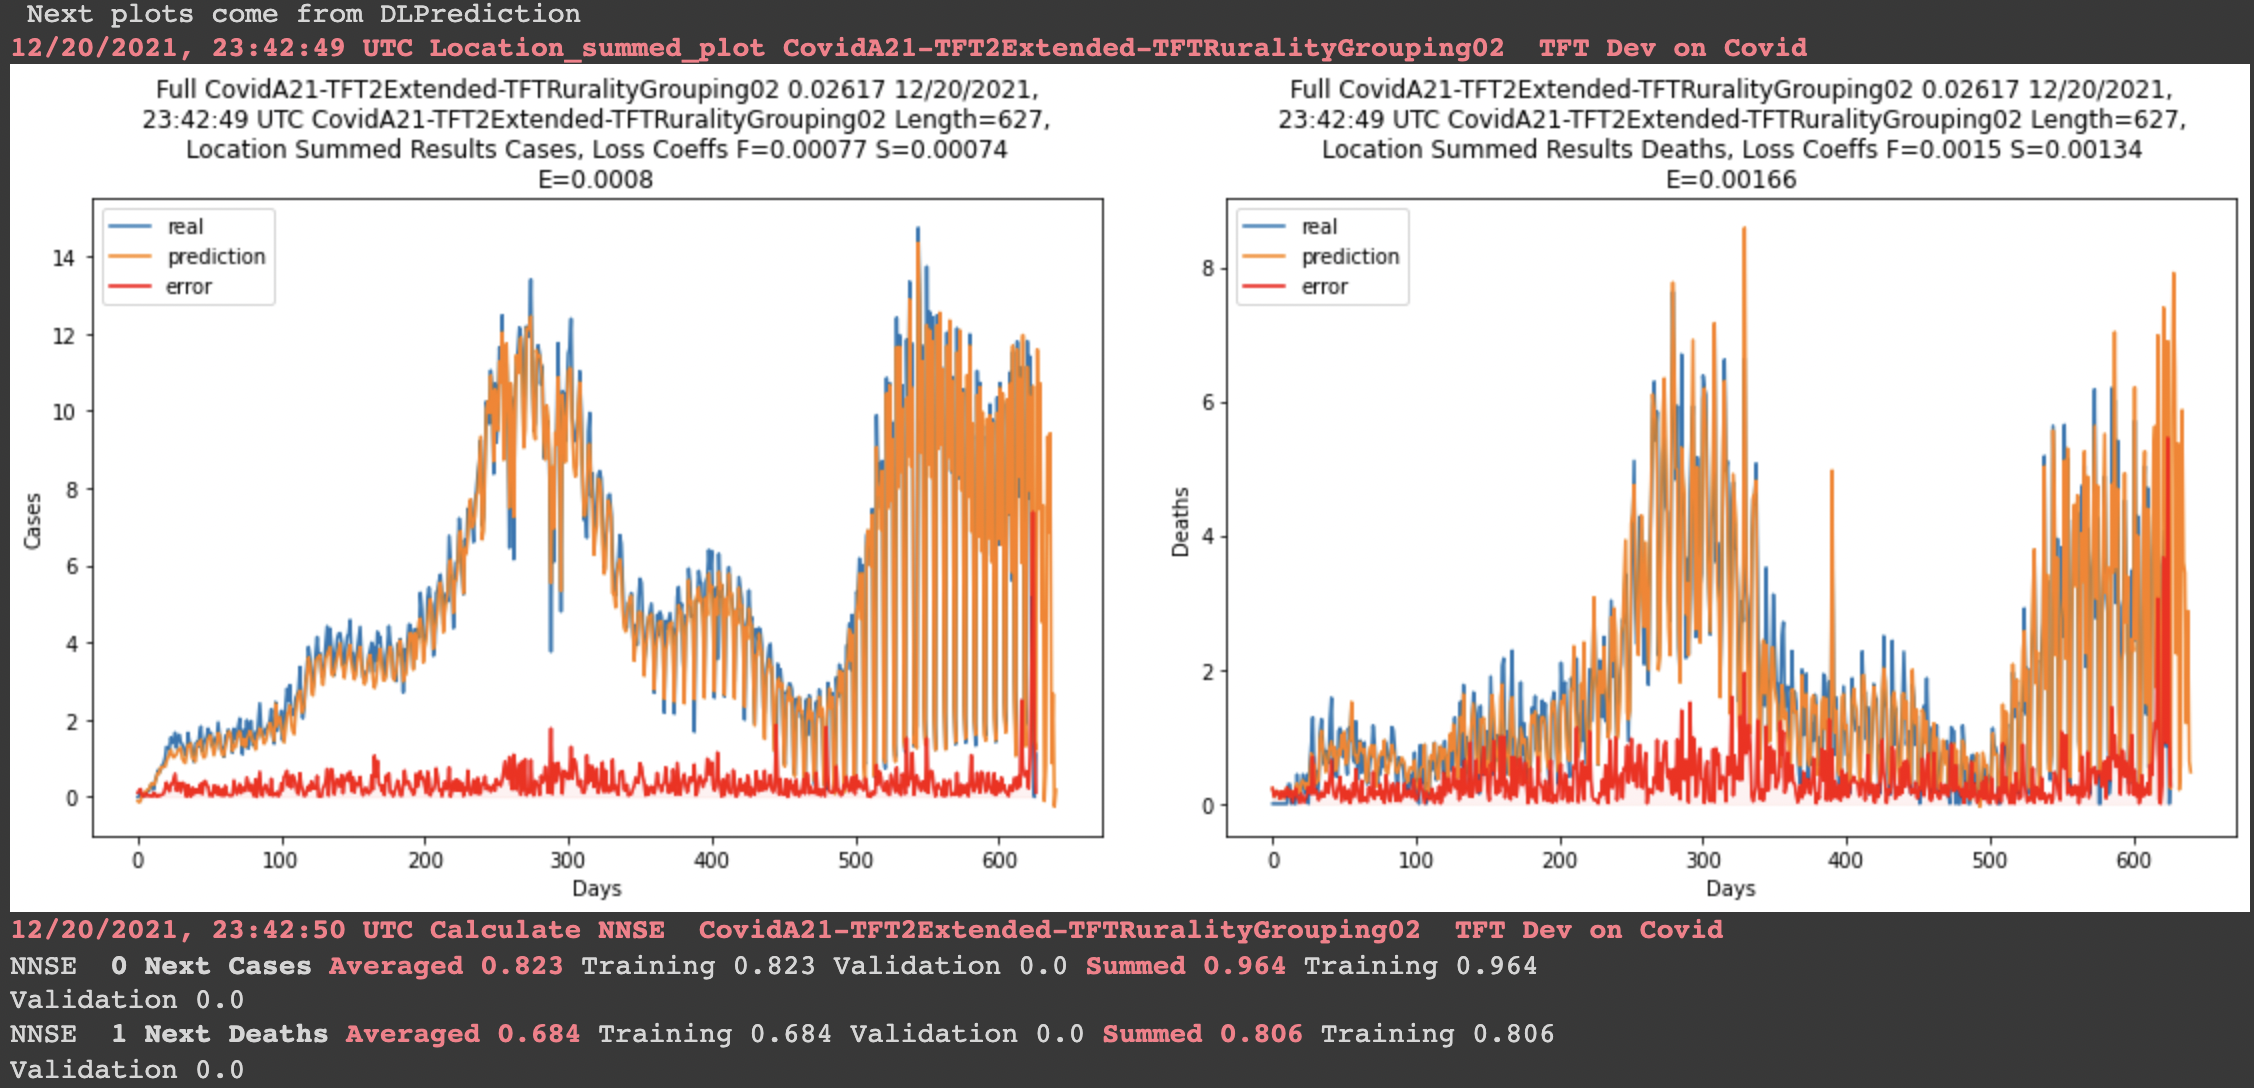 Next plots come from DLPrediction
12/20/2021, 23:42:49 UTC Location_summed_plot CovidA21-TFT2Extended-TFTRuralityGrouping02 TFT Dev on Covid
Full CovidA21-TFT2Extended-TFTRuralityGrouping02 0.02617 12/20/2021,
23:42:49 UTC CovidA21-TFT2Extended-TFTRuralityGrouping02 Length=627,
Location Summed Results Cases, Loss Coeffs F=0.00077 S=0.00074
E=0.0008
real
prediction
error
14
12
10
8
6
4
2
0
Cases
0 100 200 300 400 500 600
Days
Full CovidA21-TFT2Extended-TFTRuralityGrouping02 0.02617 12/20/2021,
23:42:49 UTC CovidA21-TFT2Extended-TFTRuralityGrouping02 Length=627,
Location Summed Results Deaths, Loss Coeffs F=0.0015 S=0.00134
E=0.00166
real
prediction
error
8
6
4
2
0
Deaths
0 100 200 300 400 500 600
Days
12/20/2021, 23:42:50 UTC Calculate NNSE CovidA21-TFT2Extended-TFTRuralityGrouping02 TFT Dev on Covid
NNSE 0 Next Cases Averaged 0.823 Training 0.823 Validation 0.0 Summed 0.964 Training 0.964
Validation 0.0
NNSE 1 Next Deaths Averaged 0.684 Training 0.684 Validation 0.0 Summed 0.806 Training 0.806
Validation 0.0